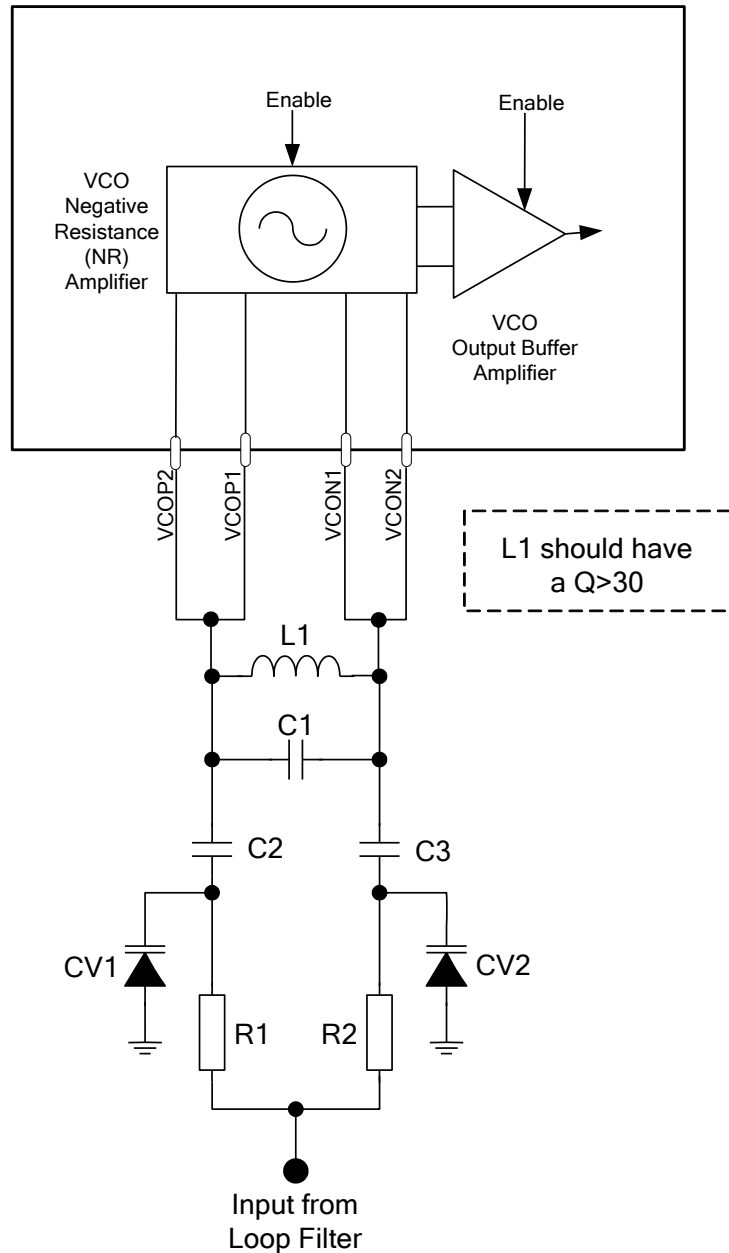 Enable
Enable
VCO
Negative
Resistance
(NR)
Amplifier
VCO
Output Buffer
Amplifier
VCOP2
VCOP1
VCON1
VCON2
L1 should have
a Q>30
L1
C1
C2
C3
CV1
CV2
R1
R2
Input from
Loop Filter